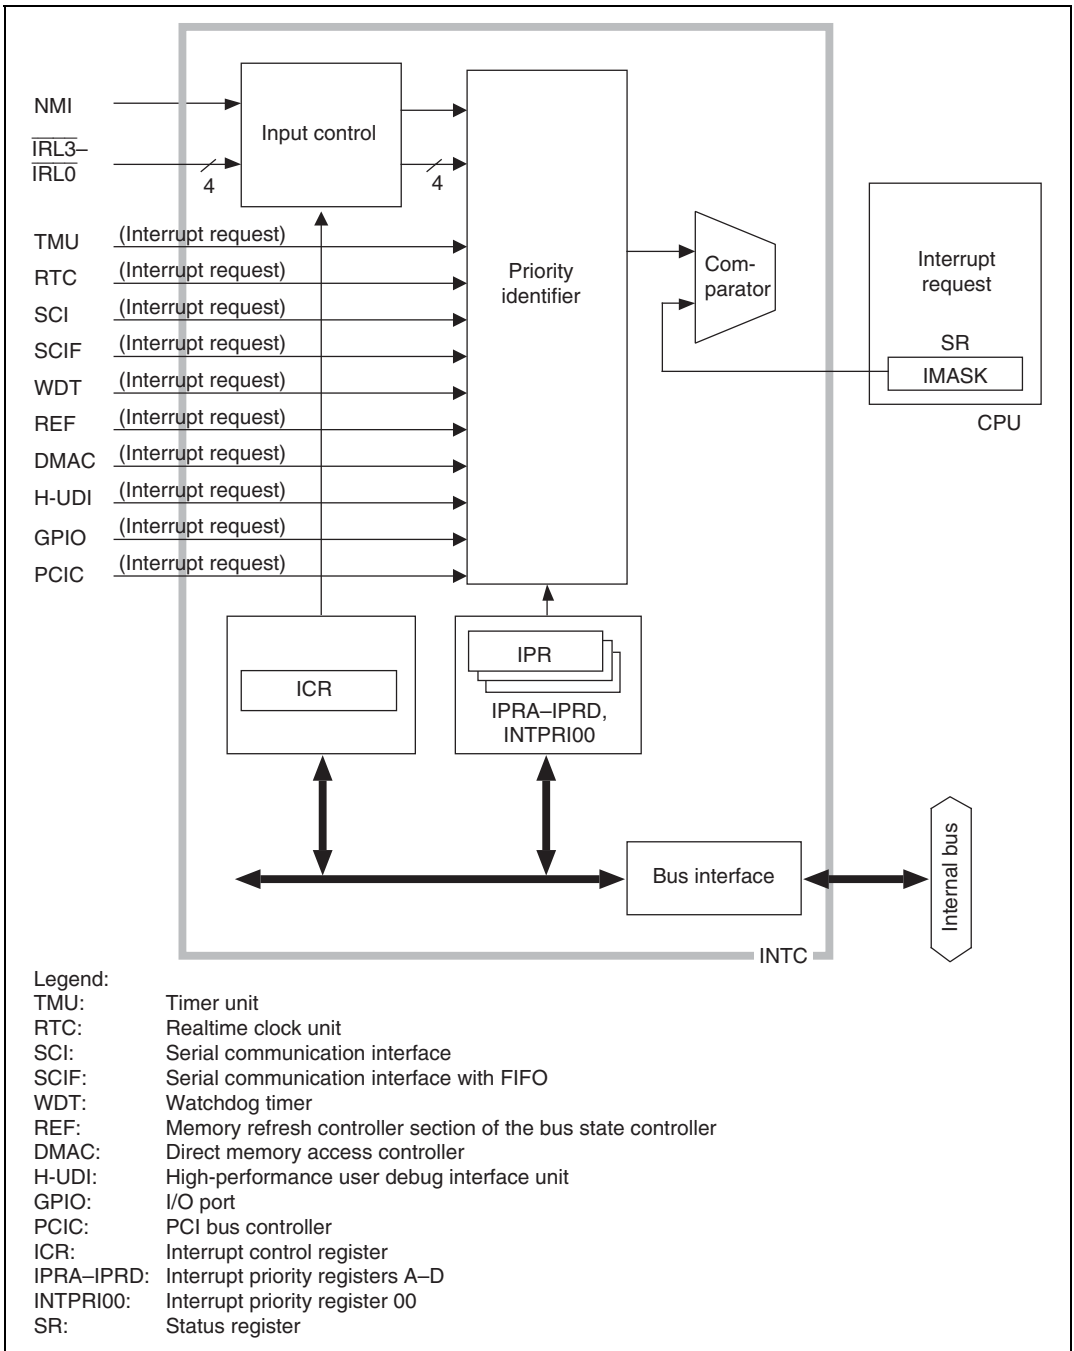 NMI
IRL3–
IRL0
4
4
Input control
TMU (Interrupt request)
RTC (Interrupt request)
SCI (Interrupt request)
SCIF (Interrupt request)
WDT (Interrupt request)
REF (Interrupt request)
DMAC (Interrupt request)
H-UDI (Interrupt request)
GPIO (Interrupt request)
PCIC (Interrupt request)
Priority
identifier
Com-
parator
Interrupt
request
SR
IMASK
CPU
ICR
IPR
IPRA–IPRD,
INTPRI00
Bus interface
Internal bus
INTC
Legend:
TMU: Timer unit
RTC: Realtime clock unit
SCI: Serial communication interface
SCIF: Serial communication interface with FIFO
WDT: Watchdog timer
REF: Memory refresh controller section of the bus state controller
DMAC: Direct memory access controller
H-UDI: High-performance user debug interface unit
GPIO: I/O port
PCIC: PCI bus controller
ICR: Interrupt control register
IPRA–IPRD: Interrupt priority registers A–D
INTPRI00: Interrupt priority register 00
SR: Status register